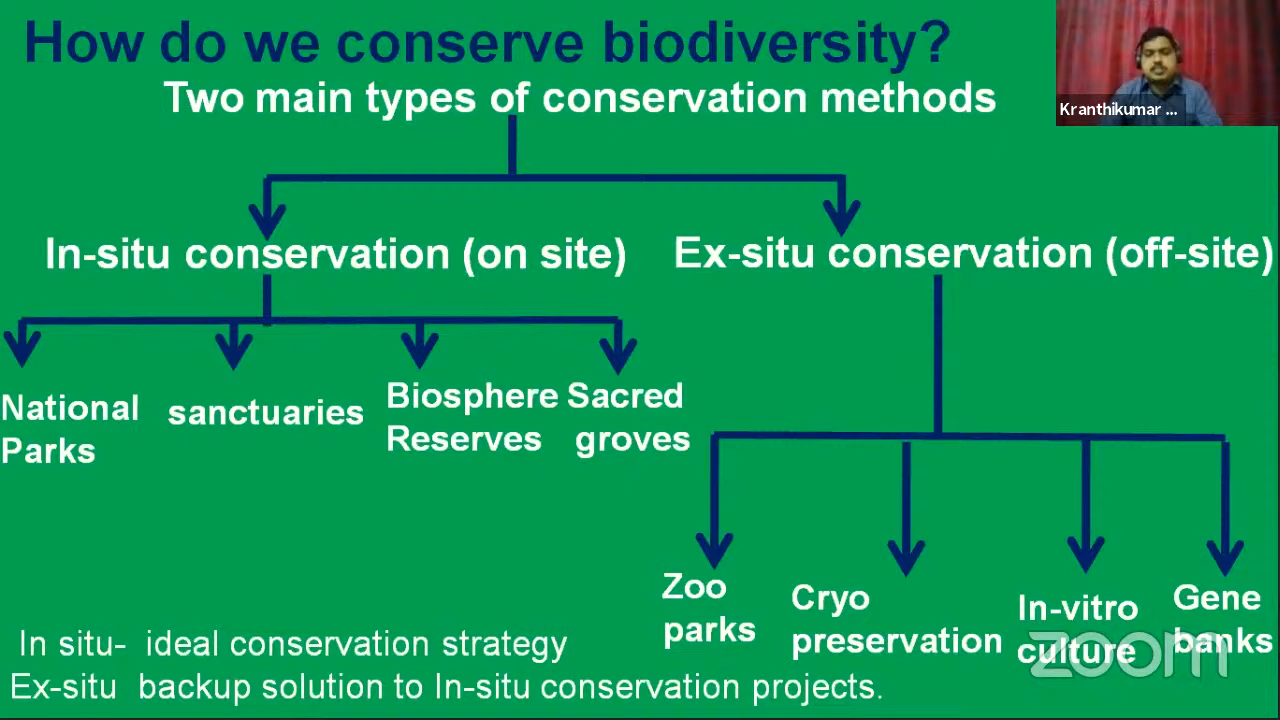 How do we conserve biodiversity?
Two main types of conservation methods
Kranthikumar ...
In-situ conservation (on site)
Ex-situ conservation (off-site)
National
Parks
sanctuaries
Biosphere
Reserves
Sacred
groves
Zoo
parks
Cryo
preservation
In-vitro
culture
Gene
banks
In situ- ideal conservation strategy
Ex-situ backup solution to In-situ conservation projects.
zoom